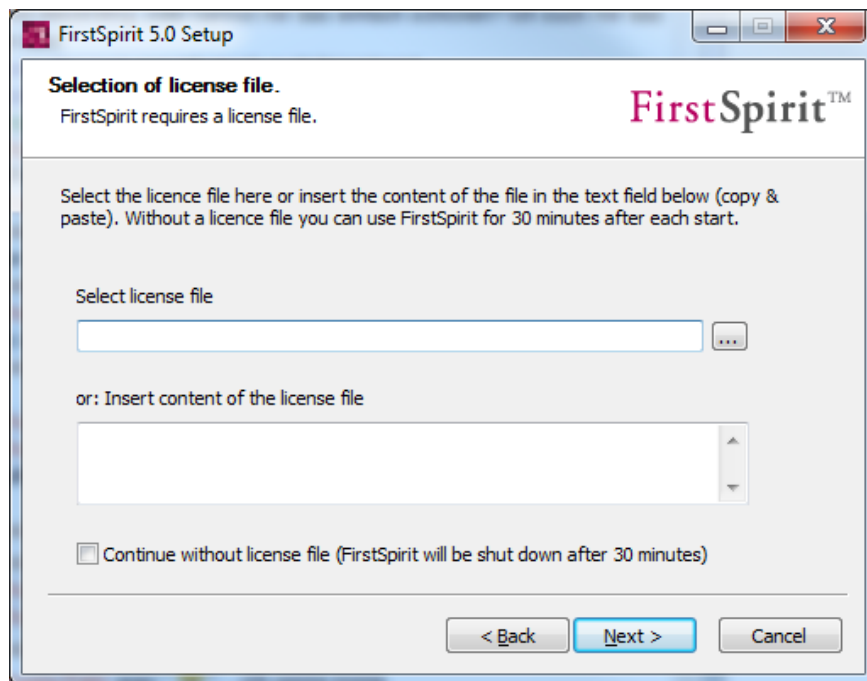 FirstSpirit 5.0 Setup
Selection of license file.
FirstSpirit requires a license file.
FirstSpirit™
Select the licence file here or insert the content of the file in the text field below (copy &
paste). Without a licence file you can use FirstSpirit for 30 minutes after each start.
Select license file
...
or: Insert content of the license file
Continue without license file (FirstSpirit will be shut down after 30 minutes)
< Back
Next >
Cancel